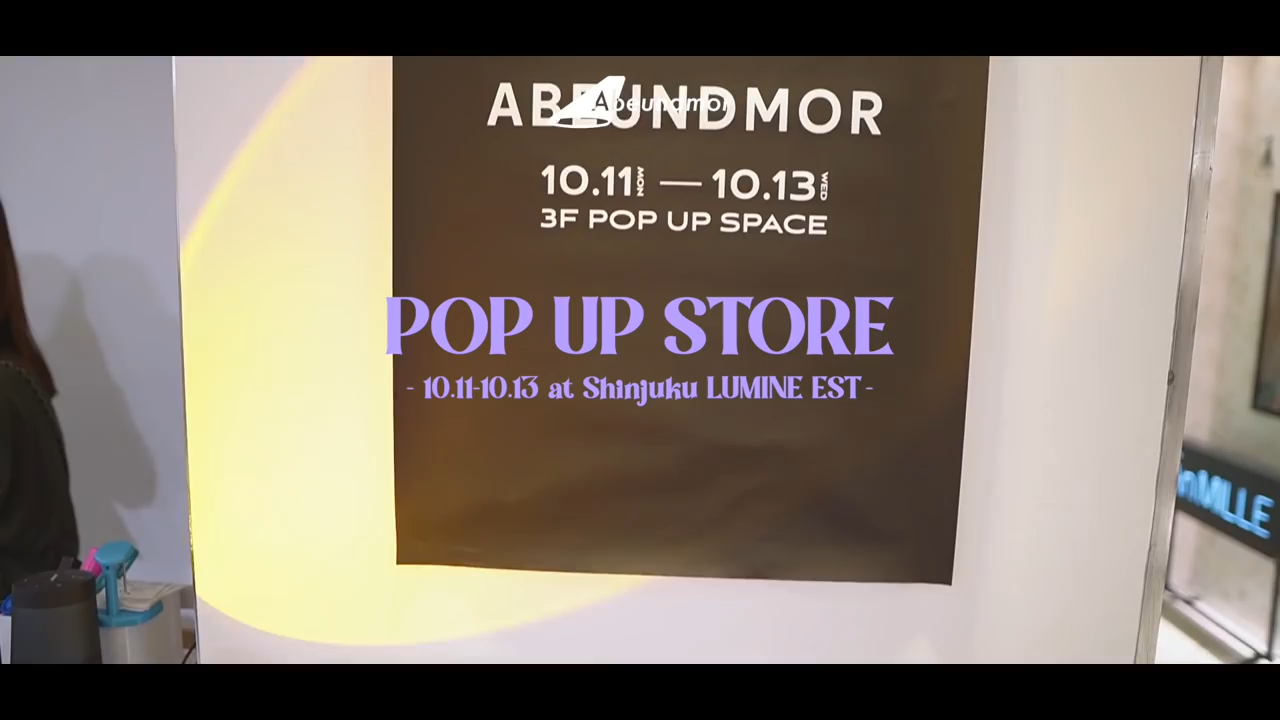 ABEUNDMOR
Abeundmor
10.11 MON — 10.13 WED
3F POP UP SPACE
POP UP STORE
- 10.11-10.13 at Shinjuku LUMINE EST -